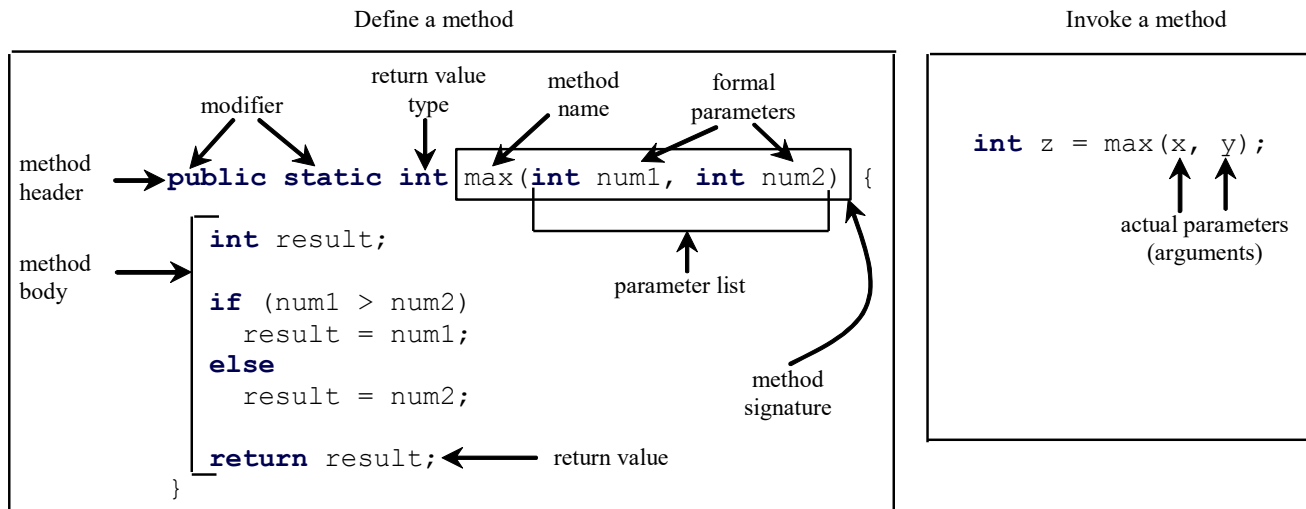 Define a method
Invoke a method
return value
type
method
name
formal
parameters
modifier
method
header
public static int max(int num1, int num2) {
int z = max(x, y);
int result;
method
body
parameter list
actual parameters
(arguments)
if (num1 > num2)
result = num1;
else
result = num2;
method
signature
return result;
return value
}